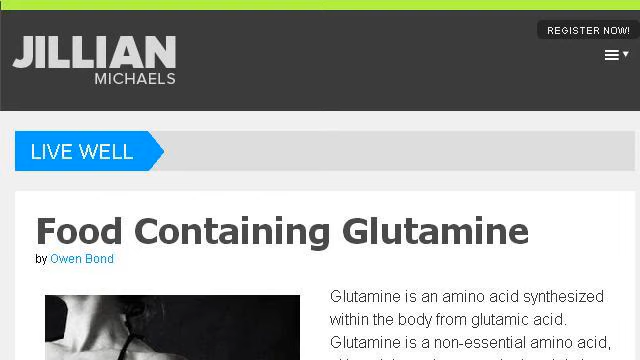 REGISTER NOW!
JILLIAN
MICHAELS
LIVE WELL
Food Containing Glutamine
by Owen Bond
Glutamine is an amino acid synthesized
within the body from glutamic acid.
Glutamine is a non-essential amino acid,